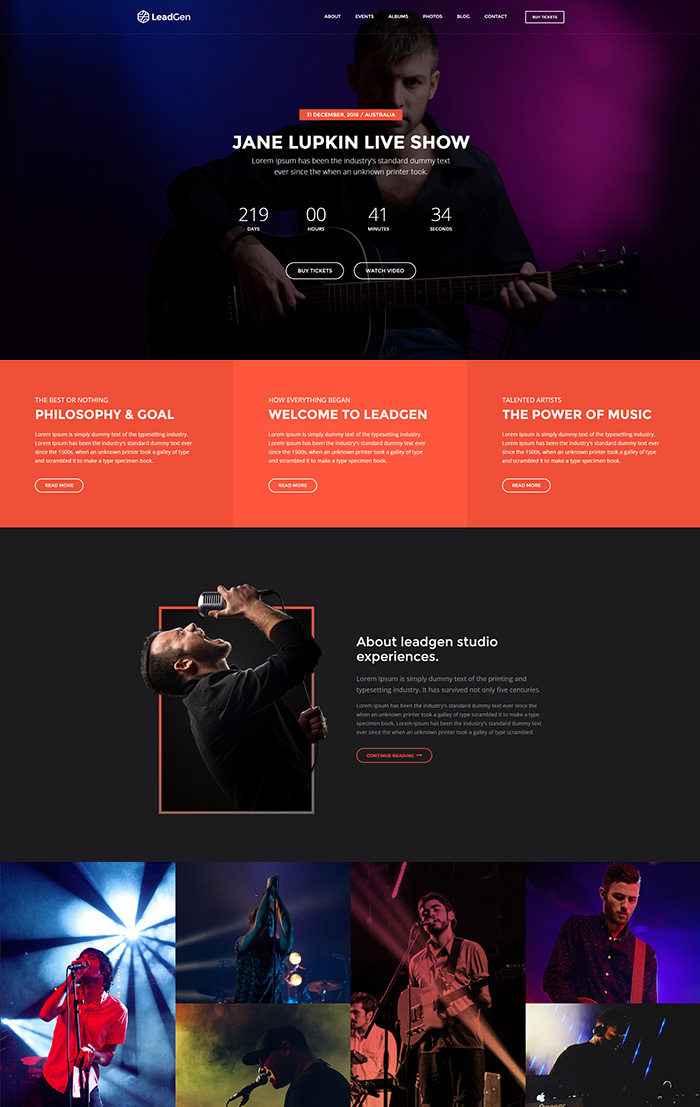 LeadGen
ABOUT EVENTS ALBUMS PHOTOS BLOG CONTACT BUY TICKETS
31 DECEMBER, 2016 / AUSTRALIA
JANE LUPKIN LIVE SHOW
Lorem Ipsum has been the industry's standard dummy text
ever since the when an unknown printer took.
219 00 41 34
DAYS HOURS MINUTES SECONDS
BUY TICKETS WATCH VIDEO
THE BEST OR NOTHING
PHILOSOPHY & GOAL
Lorem Ipsum is simply dummy text of the typesetting industry.
Lorem Ipsum has been the industry's standard dummy text ever
since the 1500s, when an unknown printer took a galley of type
and scrambled it to make a type specimen book.
READ MORE
HOW EVERYTHING BEGAN
WELCOME TO LEADGEN
Lorem Ipsum is simply dummy text of the typesetting industry.
Lorem Ipsum has been the industry's standard dummy text ever
since the 1500s, when an unknown printer took a galley of type
and scrambled it to make a type specimen book.
READ MORE
TALENTED ARTISTS
THE POWER OF MUSIC
Lorem Ipsum is simply dummy text of the typesetting industry.
Lorem Ipsum has been the industry's standard dummy text ever
since the 1500s, when an unknown printer took a galley of type
and scrambled it to make a type specimen book.
READ MORE
About leadgen studio
experiences.
Lorem Ipsum is simply dummy text of the printing and
typesetting industry. It has survived not only five centuries.
Lorem Ipsum has been the industry's standard dummy text ever since the
when an unknown printer took a galley of type and scrambled it to make a type
specimen book. Lorem Ipsum has been the industry's standard dummy text
ever since the when an unknown printer took a galley of type scrambled.
CONTINUE READING